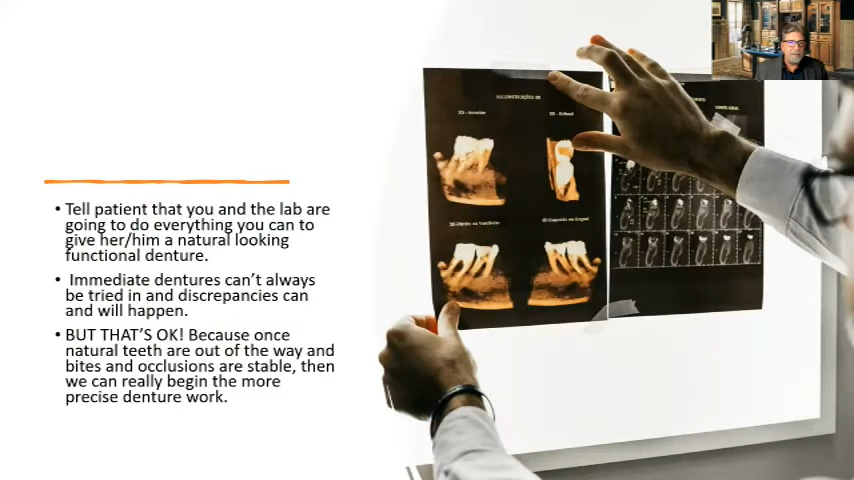 • Tell patient that you and the lab are
going to do everything you can to
give her/him a natural looking
functional denture.
• Immediate dentures can't always
be tried in and discrepancies can
and will happen.
• BUT THAT'S OK! Because once
natural teeth are out of the way and
bites and occlusions are stable, then
we can really begin the more
precise denture work.